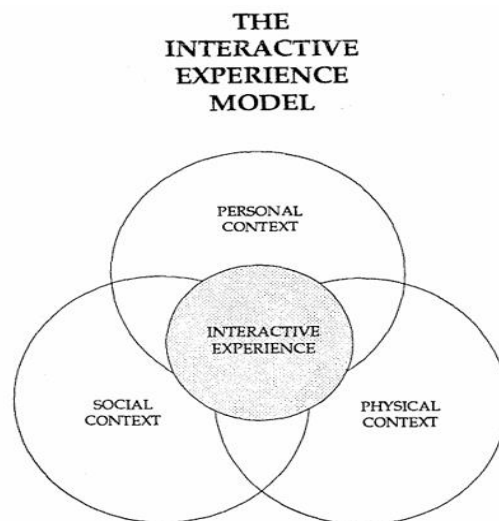 THE
INTERACTIVE
EXPERIENCE
MODEL
PERSONAL
CONTEXT
INTERACTIVE
EXPERIENCE
SOCIAL
CONTEXT
PHYSICAL
CONTEXT